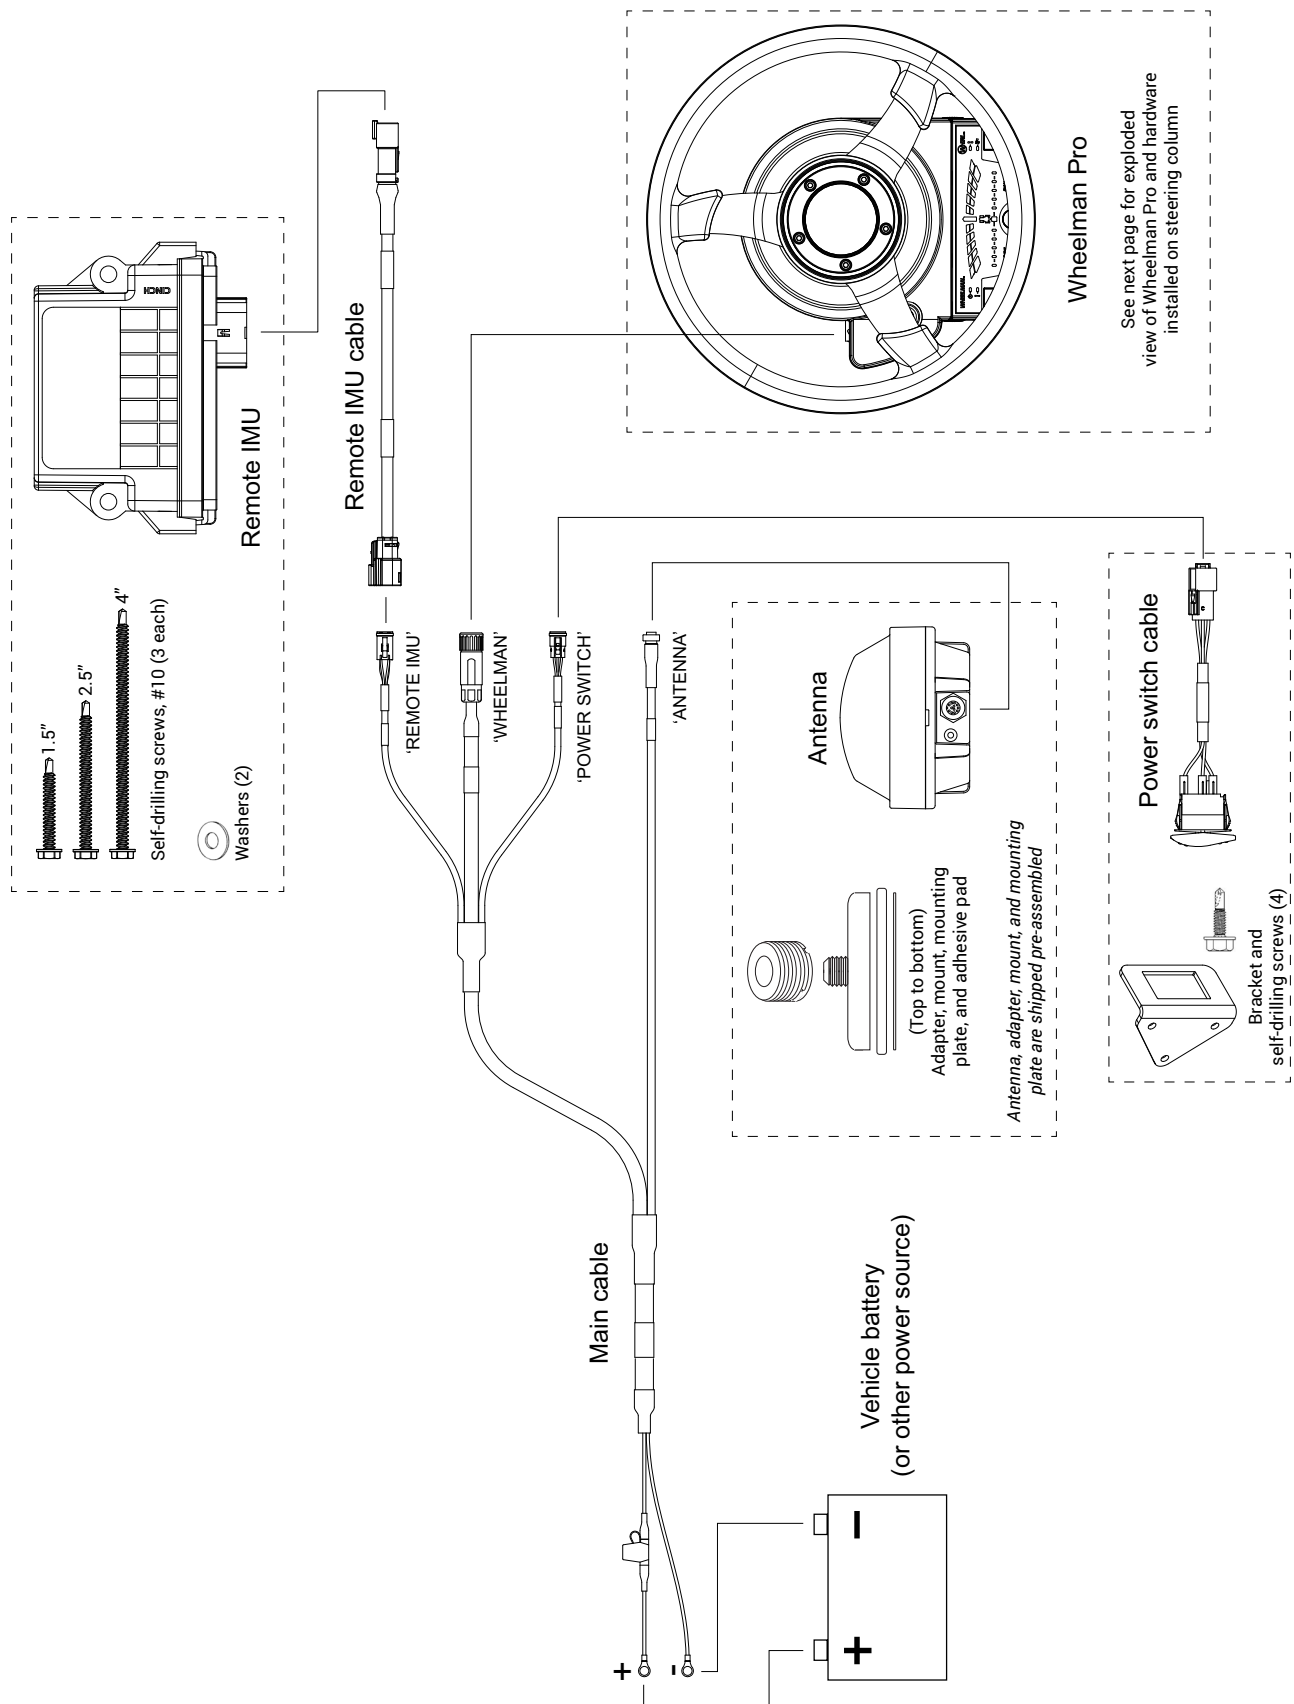 1.5”
2.5”
4”
Self-drilling screws, #10 (3 each)
Washers (2)
CINCH
Remote IMU
Remote IMU cable
‘REMOTE IMU’
‘WHEELMAN’
‘POWER SWITCH’
‘ANTENNA’
Main cable
+
-
+
–
Vehicle battery
(or other power source)
Antenna
(Top to bottom)
Adapter, mount, mounting
plate, and adhesive pad
Antenna, adapter, mount, and mounting
plate are shipped pre-assembled
Wheelman Pro
See next page for exploded
view of Wheelman Pro and hardware
installed on steering column
Power switch cable
Bracket and
self-drilling screws (4)